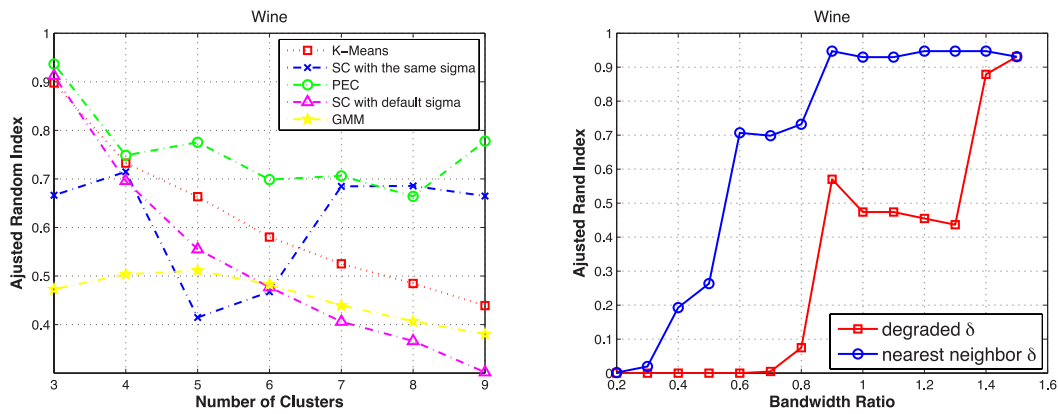 Wine
Ajusted Random Index
1
0.9
0.8
0.7
0.6
0.5
0.4
3
4
5
6
7
8
9
Number of Clusters
K-Means
SC with the same sigma
PEC
SC with default sigma
GMM
Wine
Ajusted Rand Index
1
0.9
0.8
0.7
0.6
0.5
0.4
0.3
0.2
0.1
0
0.2
0.4
0.6
0.8
1
1.2
1.4
1.6
Bandwidth Ratio
degraded δ
nearest neighbor δ